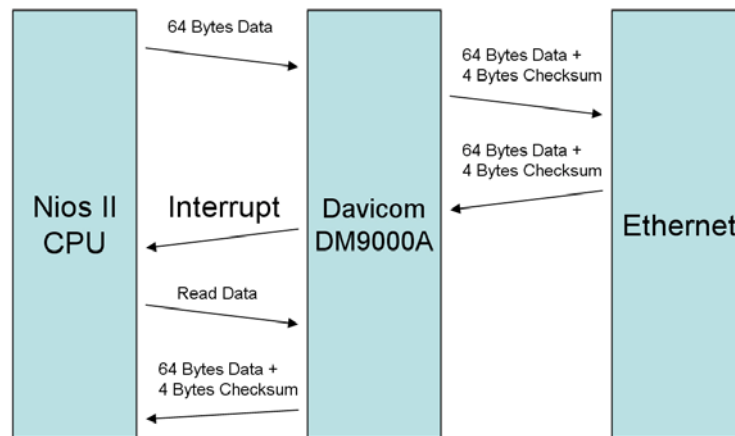 64 Bytes Data
64 Bytes Data +
4 Bytes Checksum
64 Bytes Data +
4 Bytes Checksum
Nios II
CPU
Interrupt
Davicom
DM9000A
Ethernet
Read Data
64 Bytes Data +
4 Bytes Checksum